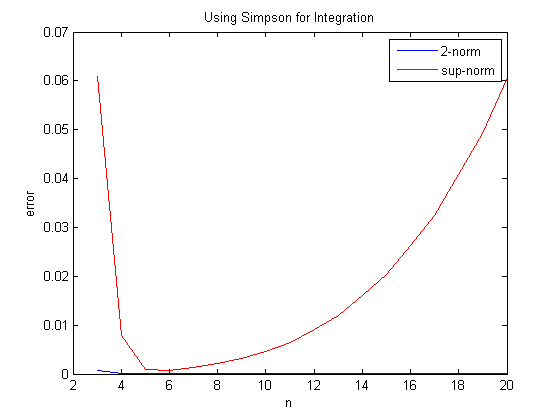 Using Simpson for Integration
2-norm
sup-norm
0.07
0.06
0.05
0.04
0.03
0.02
0.01
0
error
2 4 6 8 10 12 14 16 18 20
n